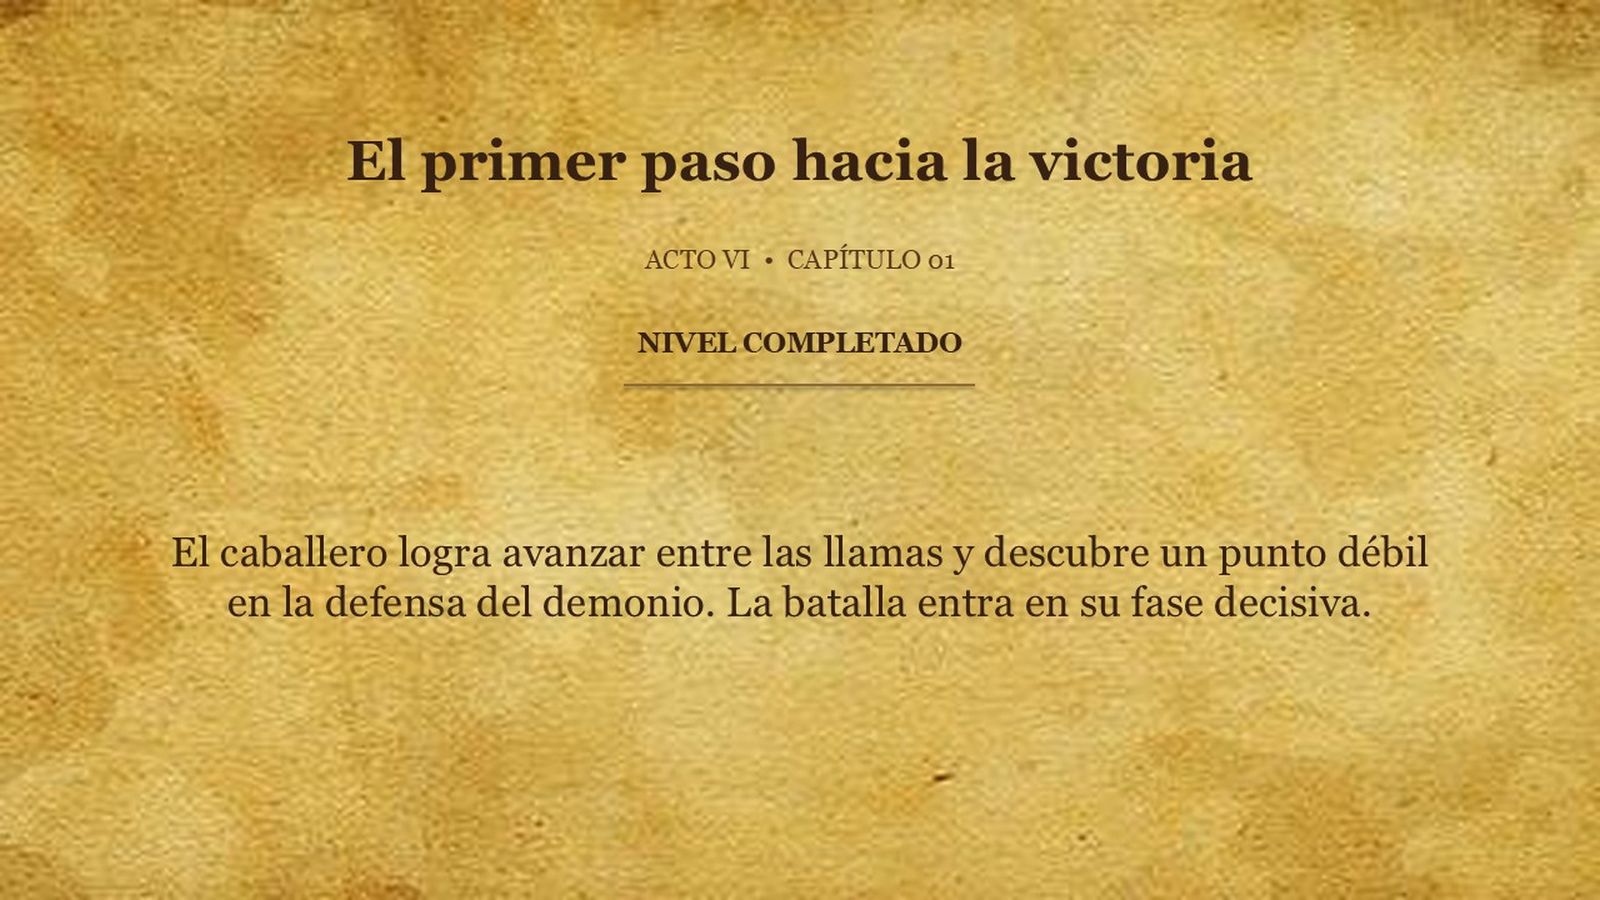 El primer paso hacia la victoria
ACTO VI • CAPÍTULO 01
NIVEL COMPLETADO
El caballero logra avanzar entre las llamas y descubre un punto débil
en la defensa del demonio. La batalla entra en su fase decisiva.